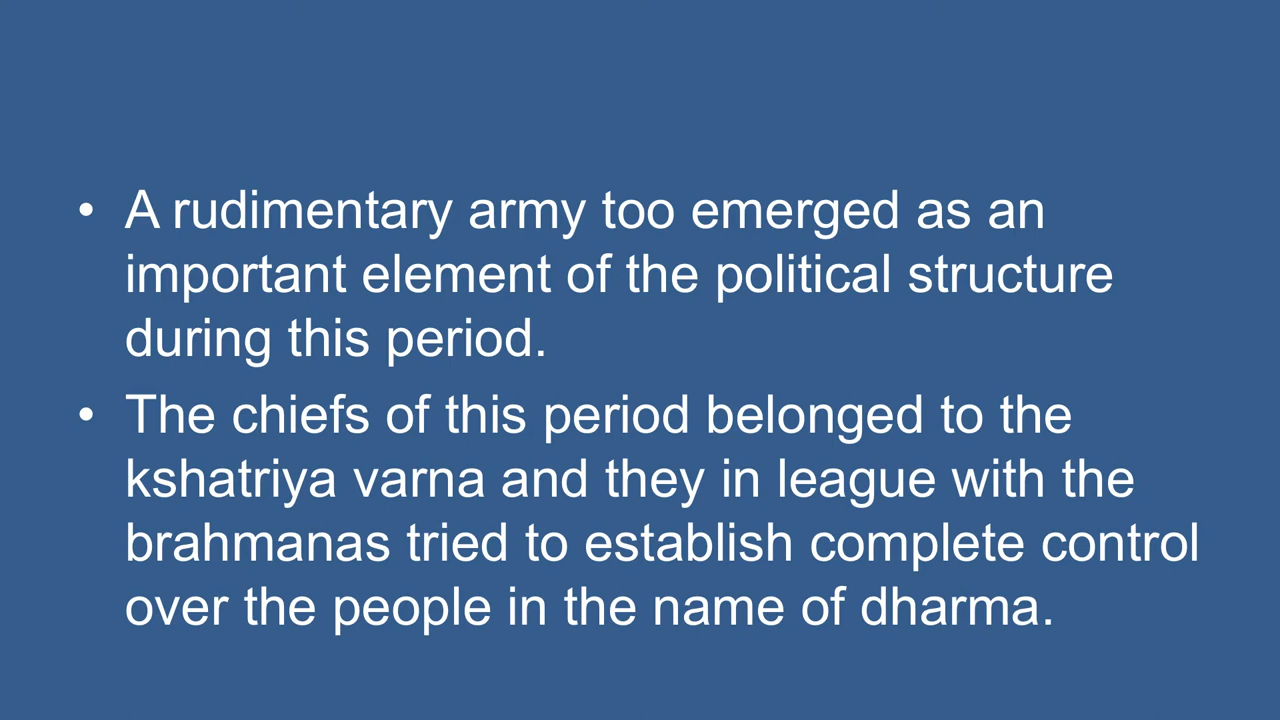 • A rudimentary army too emerged as an
important element of the political structure
during this period.
• The chiefs of this period belonged to the
kshatriya varna and they in league with the
brahmanas tried to establish complete control
over the people in the name of dharma.